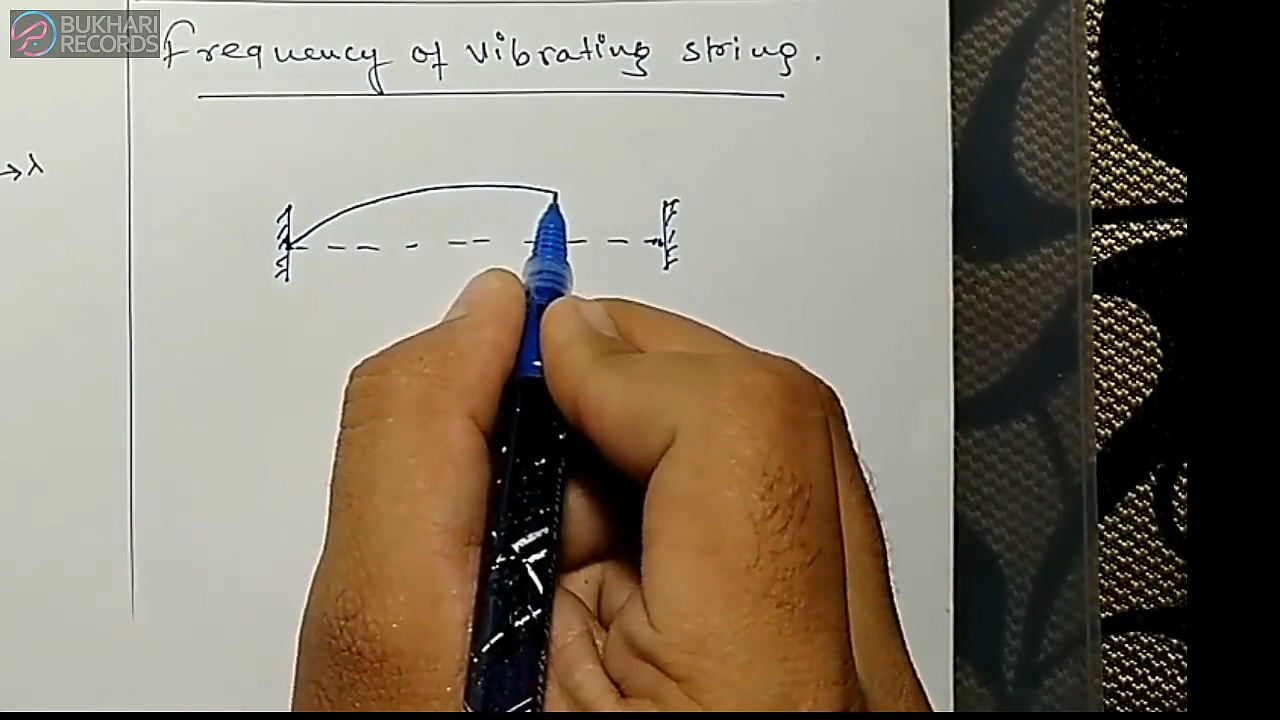 BUKHARI
RECORDS
Frequency of vibrating string.
→λ